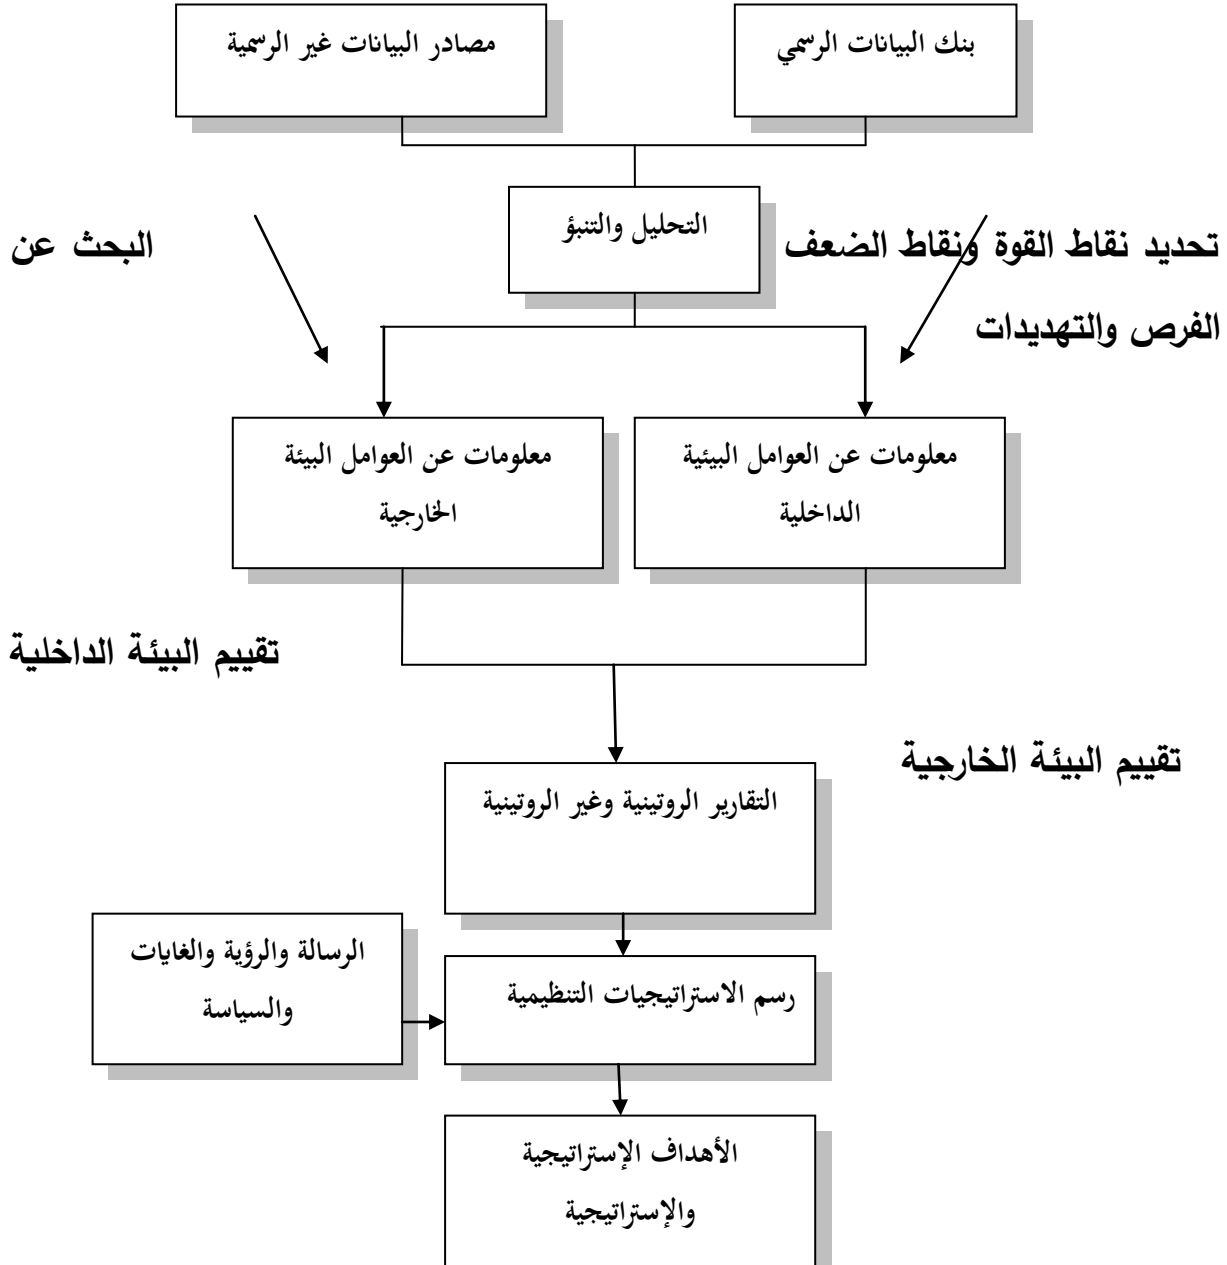 بنك البيانات الرسمي
مصادر البيانات غير الرسمية
التحليل والتنبؤ
تحديد نقاط القوة ونقاط الضعف
البحث عن
الفرص والتهديدات
معلومات عن العوامل البيئية
الداخلية
معلومات عن العوامل البيئة
الخارجية
تقييم البيئة الداخلية
تقييم البيئة الخارجية
التقارير الروتينية وغير الروتينية
الرسالة والرؤية والغايات
والسياسة
رسم الاستراتيجيات التنظيمية
الأهداف الإستراتيجية
والإستراتيجية